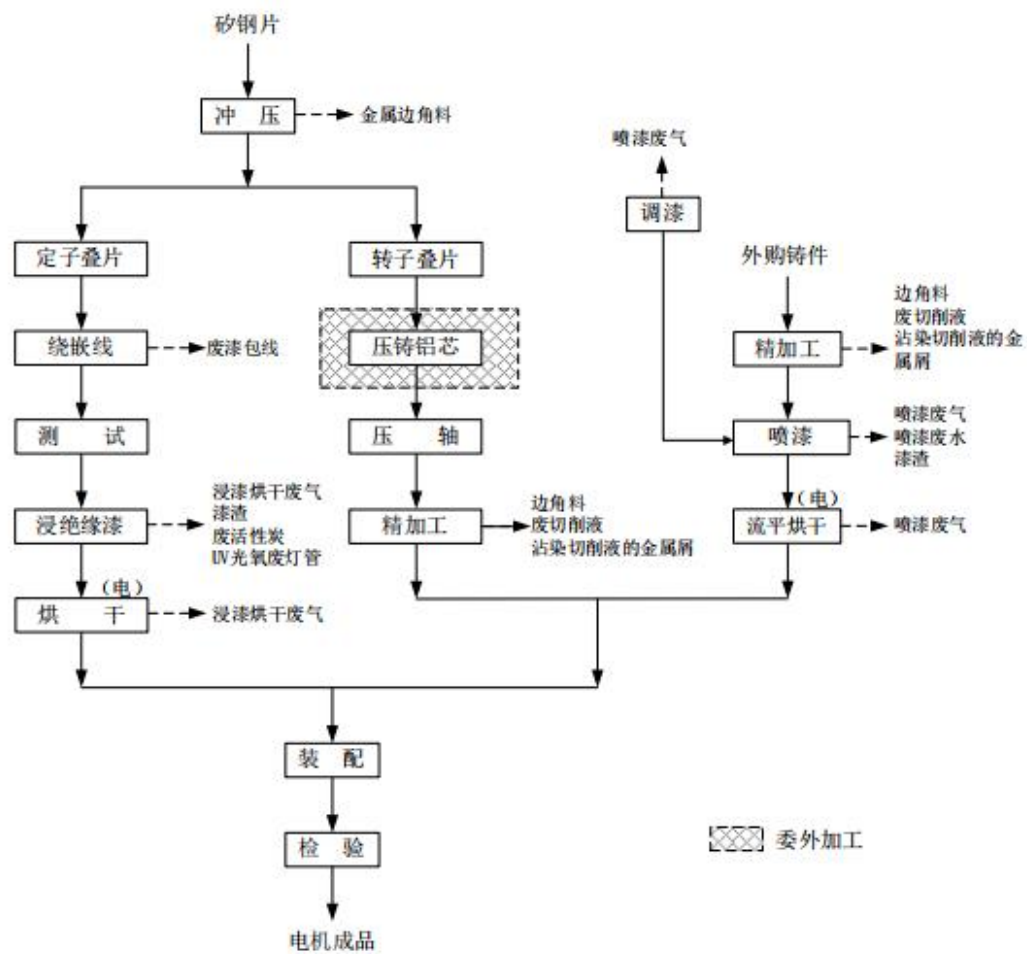 矽钢片
冲 压
金属边角料
喷漆废气
调漆
定子叠片
转子叠片
外购铸件
绕嵌线
废漆包线
压铸铝芯
精加工
边角料
废切削液
沾染切削液的金
属屑
测 试
压 轴
喷漆
喷漆废气
喷漆废水
漆渣
浸绝缘漆
浸漆烘干废气
漆渣
废活性炭
UV光氧废灯管
精加工
边角料
废切削液
沾染切削液的金属屑
(电)
流平烘干
喷漆废气
(电)
烘 干
浸漆烘干废气
装 配
检 验
委外加工
电机成品